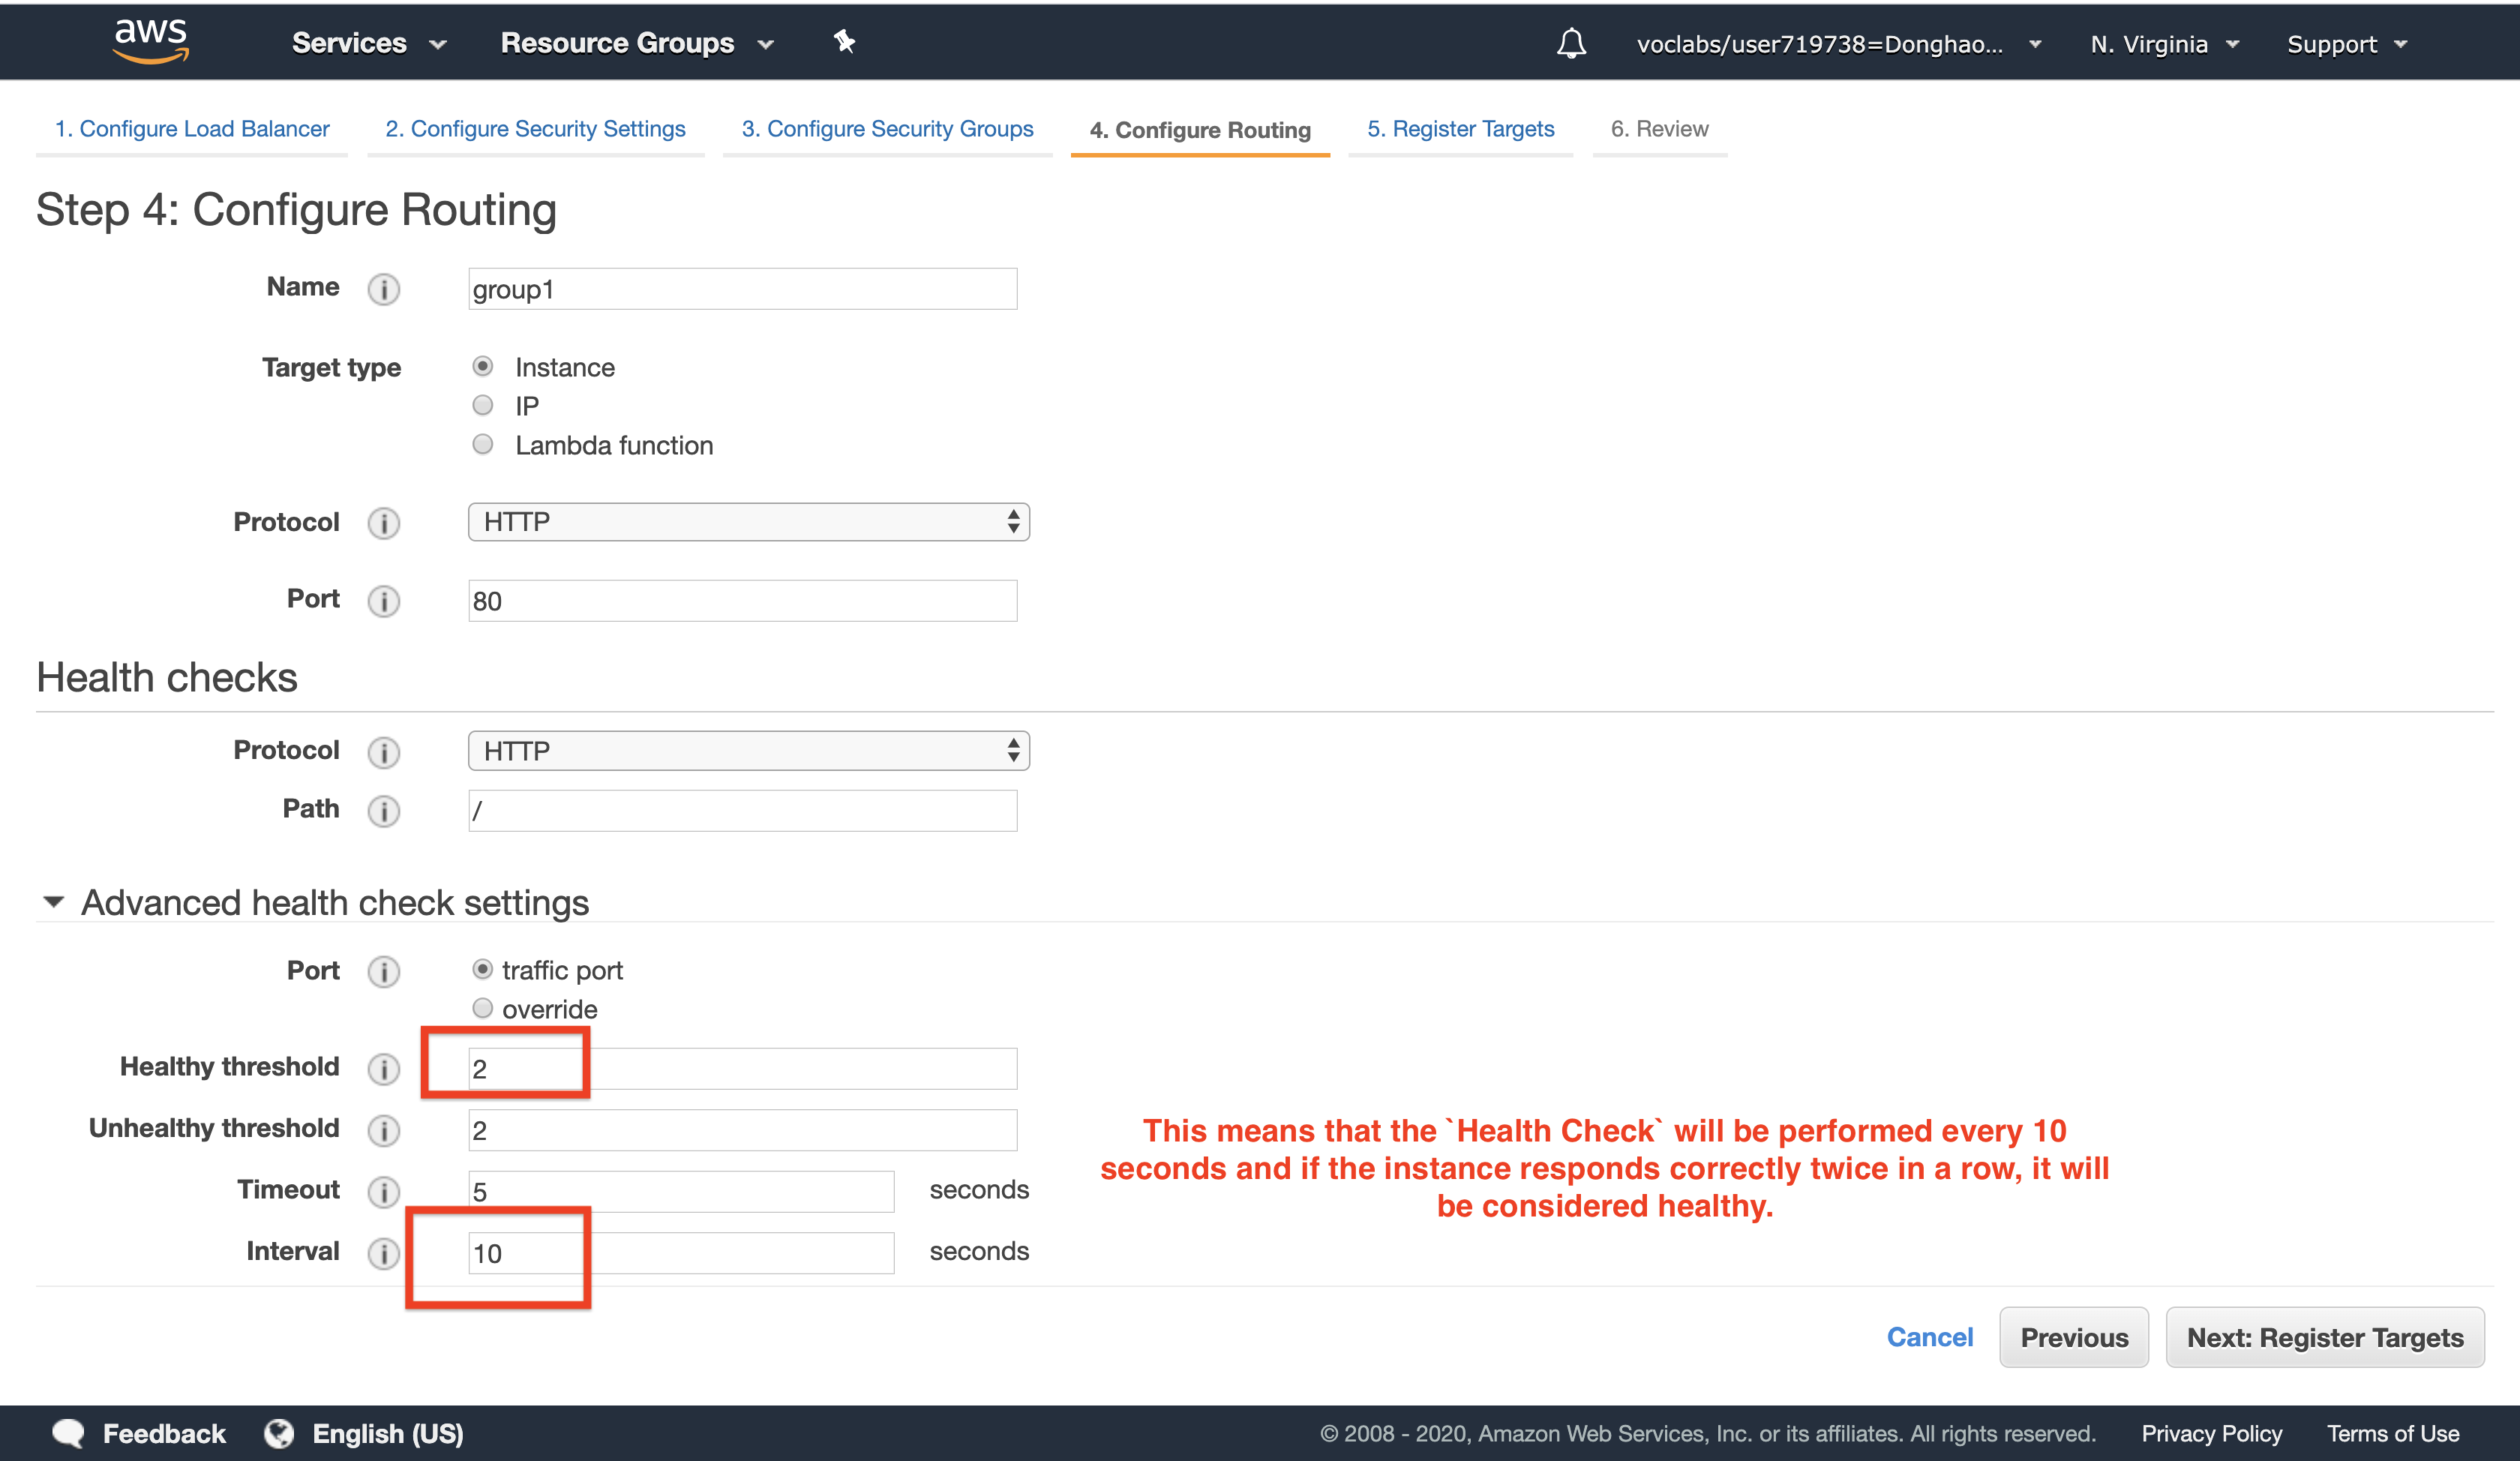 aws Services Resource Groups voclabs/user719738=Donghao... N. Virginia Support
1. Configure Load Balancer 2. Configure Security Settings 3. Configure Security Groups 4. Configure Routing 5. Register Targets 6. Review
Step 4: Configure Routing
Name i group1
Target type Instance
IP
Lambda function
Protocol i HTTP
Port i 80
Health checks
Protocol i HTTP
Path i /
Advanced health check settings
Port i traffic port
override
Healthy threshold i 2
Unhealthy threshold i 2
Timeout i 5 seconds
Interval i 10 seconds
This means that the `Health Check` will be performed every 10
seconds and if the instance responds correctly twice in a row, it will
be considered healthy.
Cancel Previous Next: Register Targets
Feedback English (US) © 2008 - 2020, Amazon Web Services, Inc. or its affiliates. All rights reserved. Privacy Policy Terms of Use